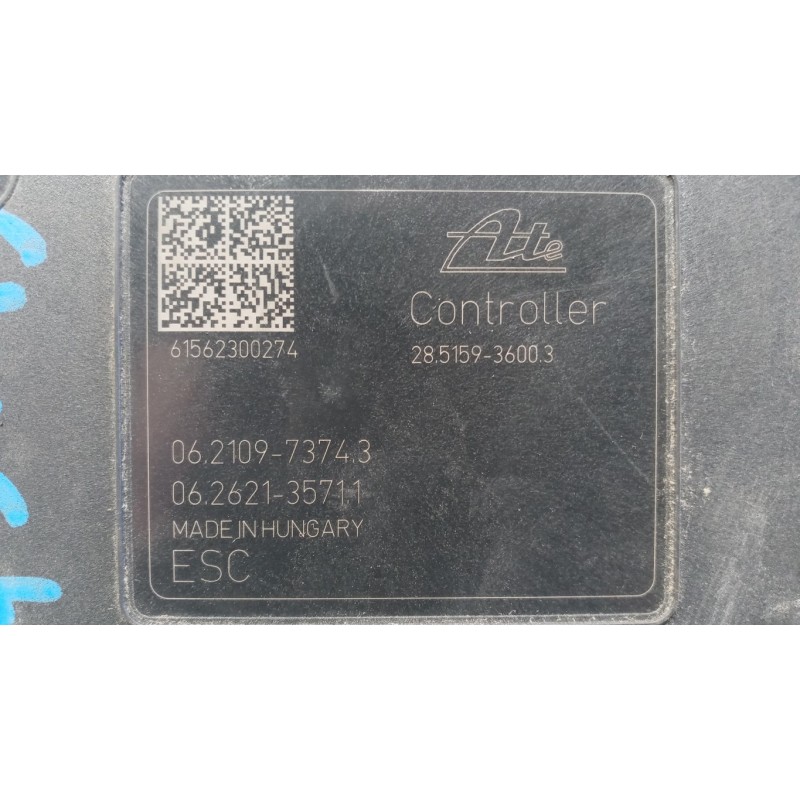 Ate
Controller
61562300274
28.5159-3600.3
06.2109-7374.3
06.2621-3571.1
MADE IN HUNGARY
ESC